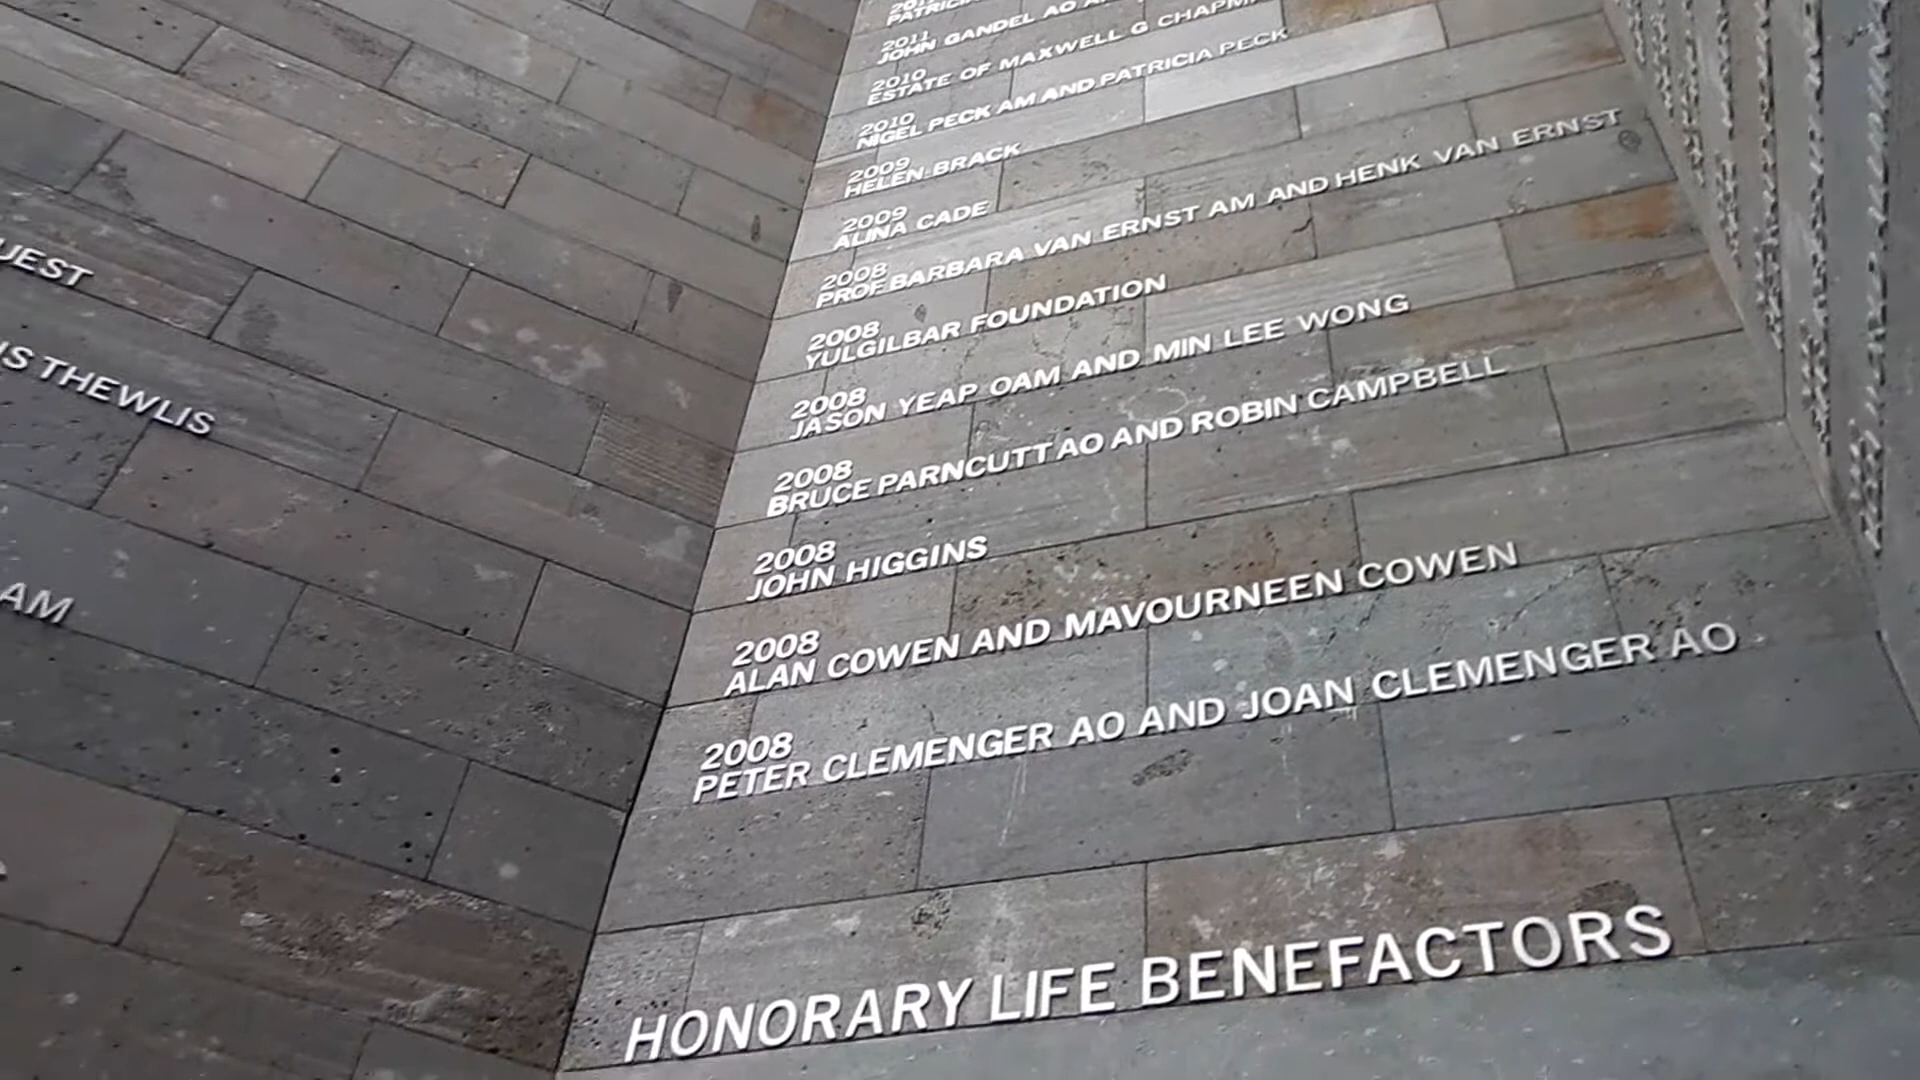 PATRICI
2011
JOHN GANDEL AO
2010
ESTATE OF MAXWELL G
2010
NIGEL PECK AM AND PATRICIA PECK
2009
HELEN BRACK
2009
ALINA CADE
2008
PROF BARBARA VAN ERNST AM AND HENK VAN ERNST
2008
YULGILBAR FOUNDATION
2008
JASON YEAP OAM AND MIN LEE WONG
2008
BRUCE PARNCUTT AO AND ROBIN CAMPBELL
2008
JOHN HIGGINS
2008
ALAN COWEN AND MAVOURNEEN COWEN
2008
PETER CLEMENGER AO AND JOAN CLEMENGER AO
HONORARY LIFE BENEFACTORS
UEST
IS THEWLIS
AM